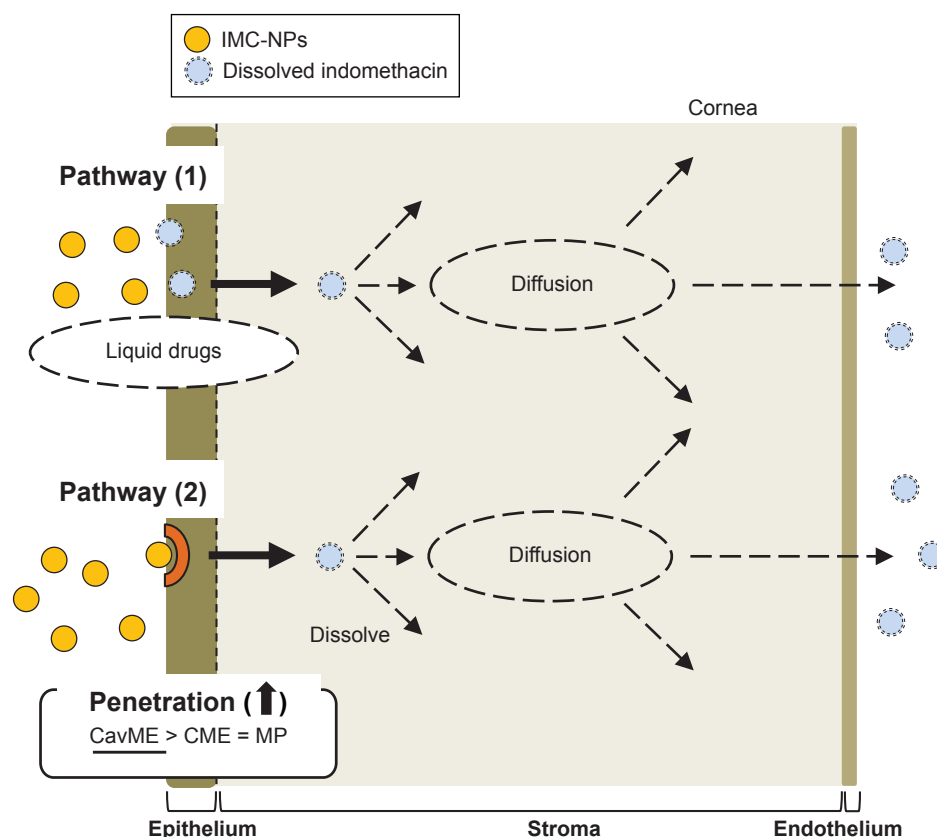 IMC-NPs
Dissolved indomethacin
Cornea
Pathway (1)
Diffusion
Liquid drugs
Pathway (2)
Diffusion
Dissolve
Penetration (⬆)
CavME > CME = MP
Epithelium
Stroma
Endothelium